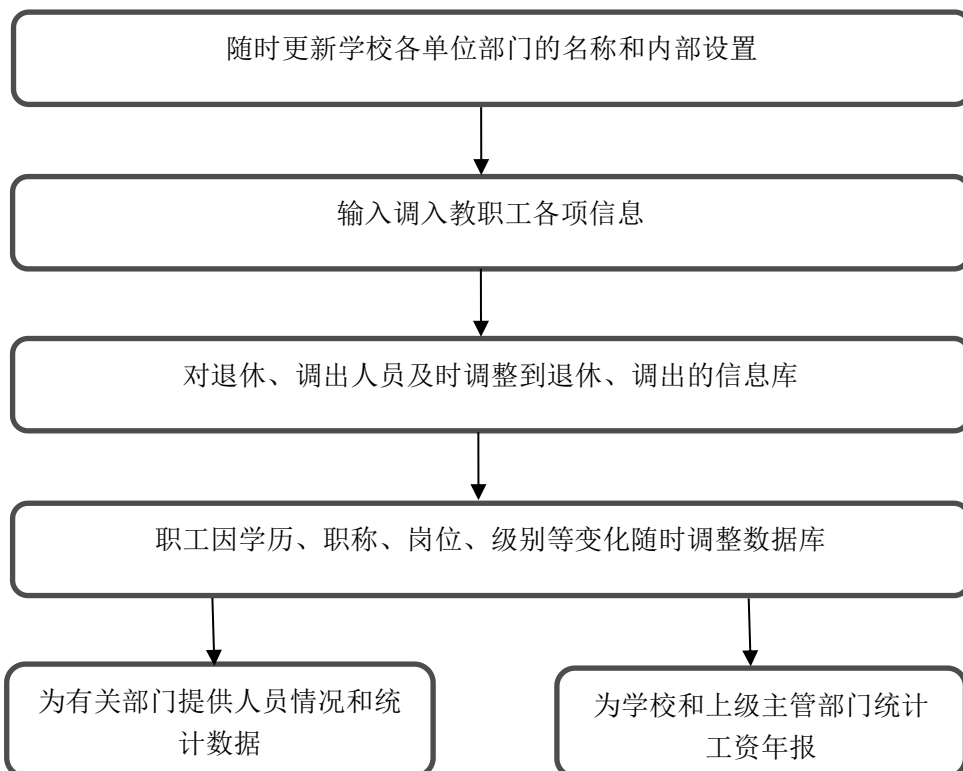 随时更新学校各单位部门的名称和内部设置
输入调入教职工各项信息
对退休、调出人员及时调整到退休、调出的信息库
职工因学历、职称、岗位、级别等变化随时调整数据库
为有关部门提供人员情况和统
计数据
为学校和上级主管部门统计
工资年报